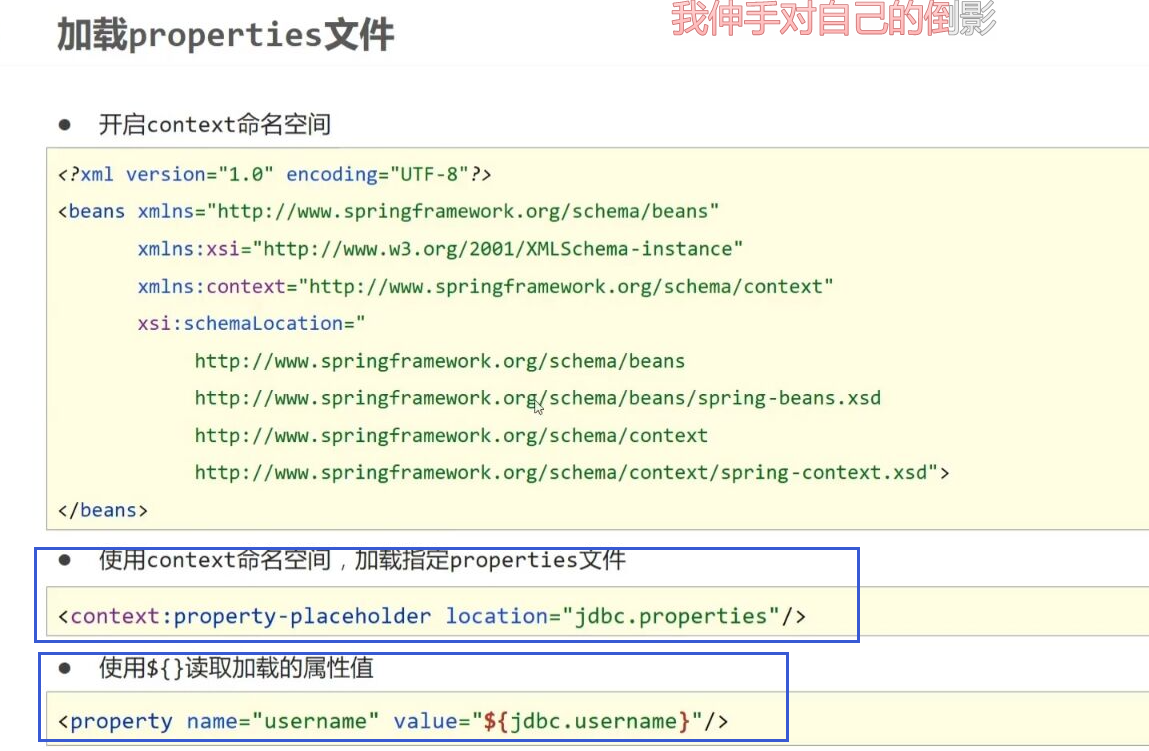 我伸手对自己的倒影
加载properties文件
● 开启context命名空间
<?xml version="1.0" encoding="UTF-8"?>
<beans xmlns="http://www.springframework.org/schema/beans"
xmlns:xsi="http://www.w3.org/2001/XMLSchema-instance"
xmlns:context="http://www.springframework.org/schema/context"
xsi:schemaLocation="
http://www.springframework.org/schema/beans
http://www.springframework.org/schema/beans/spring-beans.xsd
http://www.springframework.org/schema/context
http://www.springframework.org/schema/context/spring-context.xsd">
</beans>
● 使用context命名空间，加载指定properties文件
<context:property-placeholder location="jdbc.properties"/>
● 使用${}读取加载的属性值
<property name="username" value="${jdbc.username}"/>